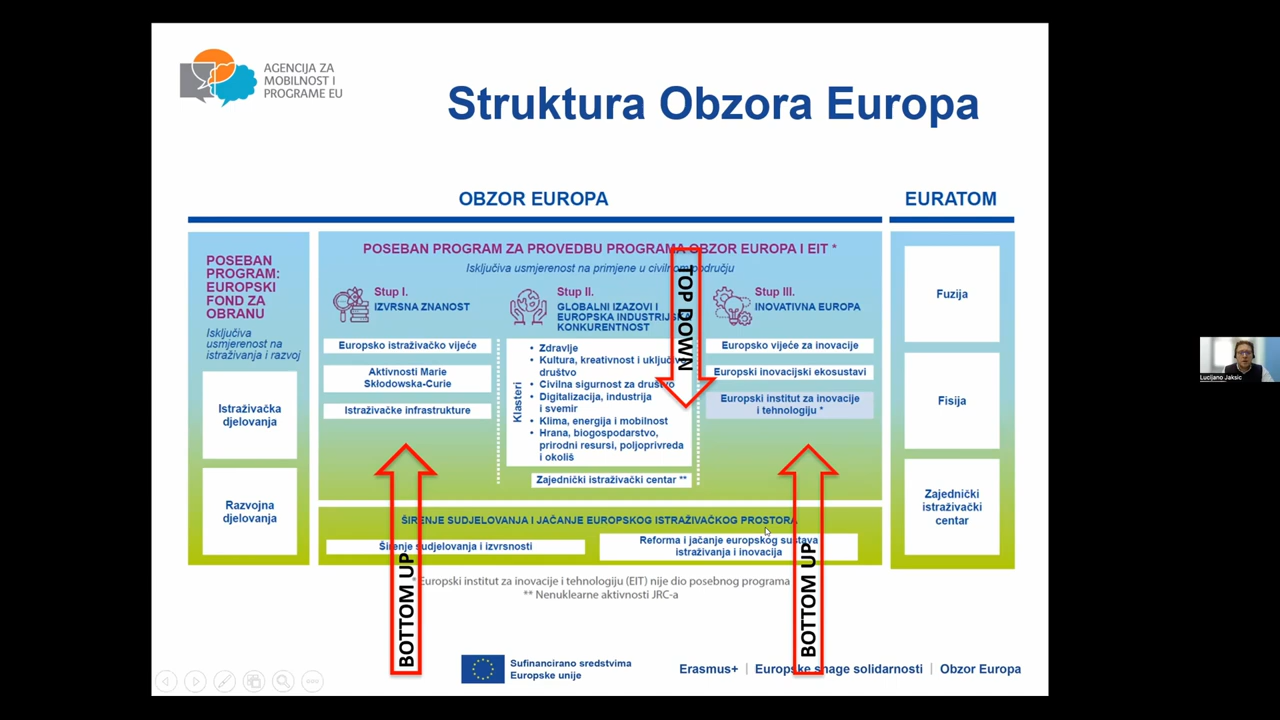 AGENCIJA ZA
MOBILNOST I
PROGRAME EU
Struktura Obzora Europa
OBZOR EUROPA
EURATOM
POSEBAN
PROGRAM:
EUROPSKI
FOND ZA
OBRANU
Isključiva
usmjerenost na
istraživanja i razvoj
Istraživačka
djelovanja
Razvojna
djelovanja
POSEBAN PROGRAM ZA PROVEDBU PROGRAMA OBZOR EUROPA I EIT *
Isključiva usmjerenost na primjene u civilnom području
Stup I.
IZVRSNA ZNANOST
Europsko istraživačko vijeće
Aktivnosti Marie
Skłodowska-Curie
Istraživačke infrastrukture
Stup II.
GLOBALNI IZAZOVI I
EUROPSKA INDUSTRIJSKA
KONKURENTNOST
Klasteri
• Zdravlje
• Kultura, kreativnost i uključivo
društvo
• Civilna sigurnost za društvo
• Digitalizacija, industrija
i svemir
• Klima, energija i mobilnost
• Hrana, biogospodarstvo,
prirodni resursi, poljoprivreda
i okoliš
Zajednički istraživački centar **
TOP DOWN
Stup III.
INOVATIVNA EUROPA
Europsko vijeće za inovacije
Europski inovacijski ekosustavi
Europski institut za inovacije
i tehnologiju *
ŠIRENJE SUDJELOVANJA I JAČANJE EUROPSKOG ISTRAŽIVAČKOG PROSTORA
Širenje sudjelovanja i izvrsnosti
Reforma i jačanje europskog sustava
istraživanja i inovacija
BOTTOM UP
BOTTOM UP
Fuzija
Fisija
Zajednički
istraživački
centar
* Europski institut za inovacije i tehnologiju (EIT) nije dio posebnog programa
** Nenuklearne aktivnosti JRC-a
Sufinancirano sredstvima
Europske unije
Erasmus+ | Europske snage solidarnosti | Obzor Europa
Lucijano Jaksic